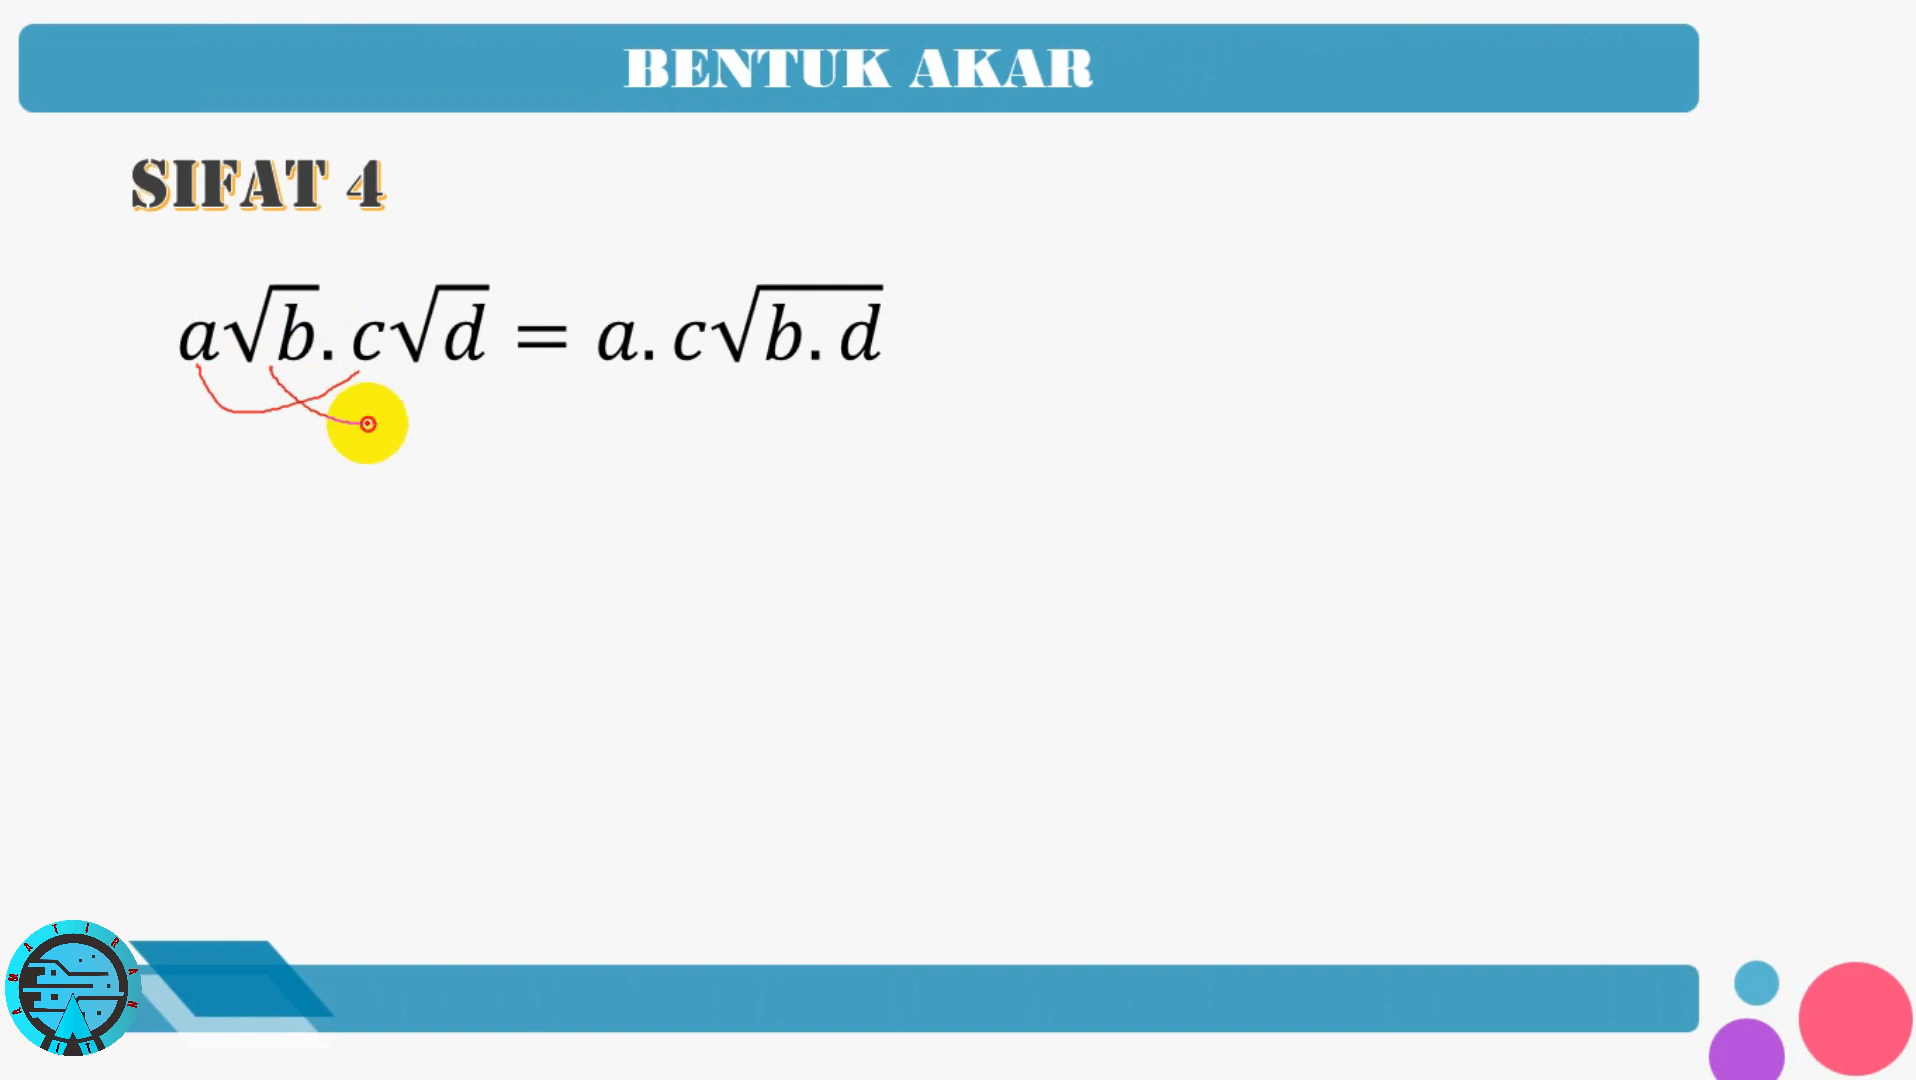 BENTUK AKAR
SIFAT 4
a√b.c√d = a.c√b.d